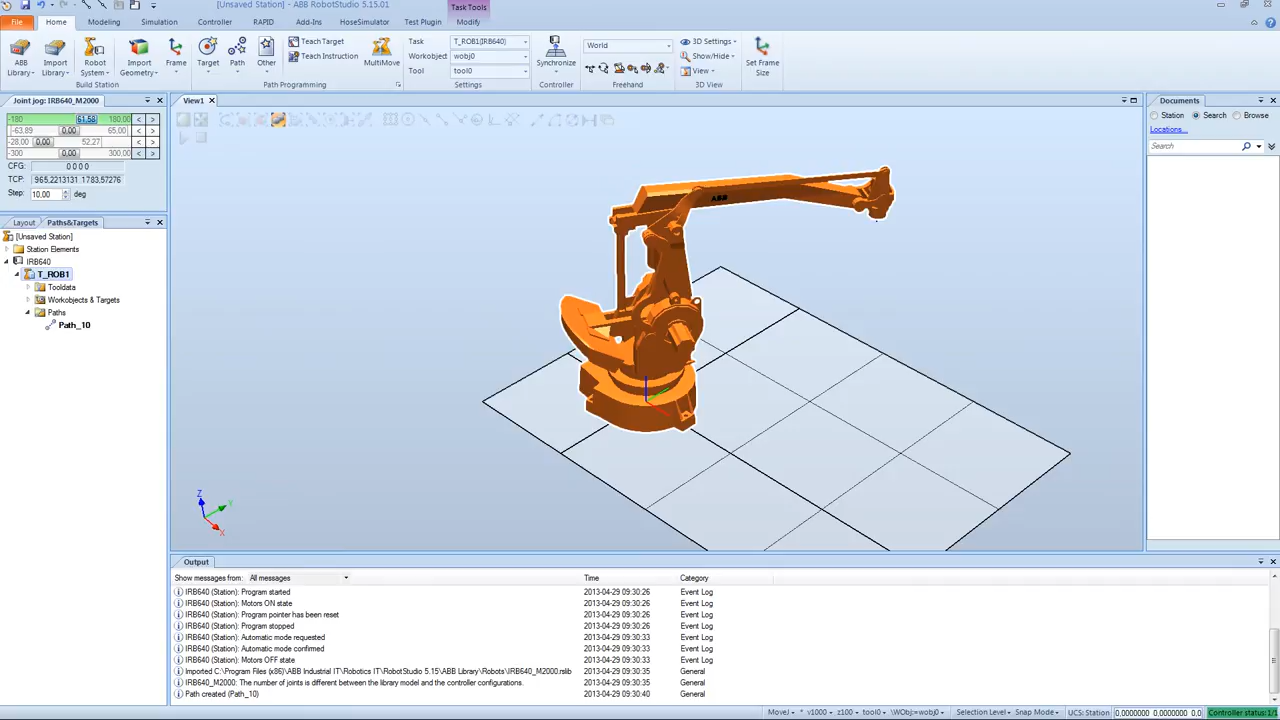 [Unsaved Station] - ABB RobotStudio 5.15.01
Task Tools
File Home Modeling Simulation Controller RAPID Add-Ins HoxSimulator Test Plugin Modify
ABB Library
Import Library
Robot System
Import Geometry
Frame
Build Station
Target
Path
Other
Teach Target
Teach Instruction
MultiMove
Path Programming
Task T_ROB1(IRB640)
Workobject wobj0
Tool tool0
Settings
Synchronize
Controller
World
Freehand
3D Settings
Show/Hide
View
3D View
Set Frame Size
Joint jog: IRB640_M2000
-180 61,58 180,00 < >
-63,89 0,00 65,00 < >
-28,00 0,00 52,27 < >
-300 0,00 300,00 < >
CFG: 0 0 0 0
TCP: 965.2213131. 1783,57276
Step: 10,00 deg
Layout Paths&Targets
[Unsaved Station]
Station Elements
IRB640
T_ROB1
Tooldata
Workobjects & Targets
Paths
Path_10
View1
ABB
Z
Y
X
Documents
Station Search Browse
Locations...
Search
Output
Show messages from: All messages Time Category
IRB640 (Station): Program started 2013-04-29 09:30:26 Event Log
IRB640 (Station): Motors ON state 2013-04-29 09:30:26 Event Log
IRB640 (Station): Program pointer has been reset 2013-04-29 09:30:26 Event Log
IRB640 (Station): Program stopped 2013-04-29 09:30:26 Event Log
IRB640 (Station): Automatic mode requested 2013-04-29 09:30:33 Event Log
IRB640 (Station): Automatic mode confirmed 2013-04-29 09:30:33 Event Log
IRB640 (Station): Motors OFF state 2013-04-29 09:30:33 Event Log
Imported C:\Program Files (x86)\ABB Industrial IT\Robotics IT\RobotStudio 5.15\ABB Library\Robots\IRB640_M2000.rslib 2013-04-29 09:30:35 General
IRB640_M2000: The number of joints is different between the library model and the controller configurations. 2013-04-29 09:30:35 General
Path created (Path_10) 2013-04-29 09:30:40 General
MoveJ * v1000 z100 tool0 \WObj:=wobj0 Selection Level Snap Mode UCS: Station 0,0000000 0,0000000 0,0 Controller status: 1/1